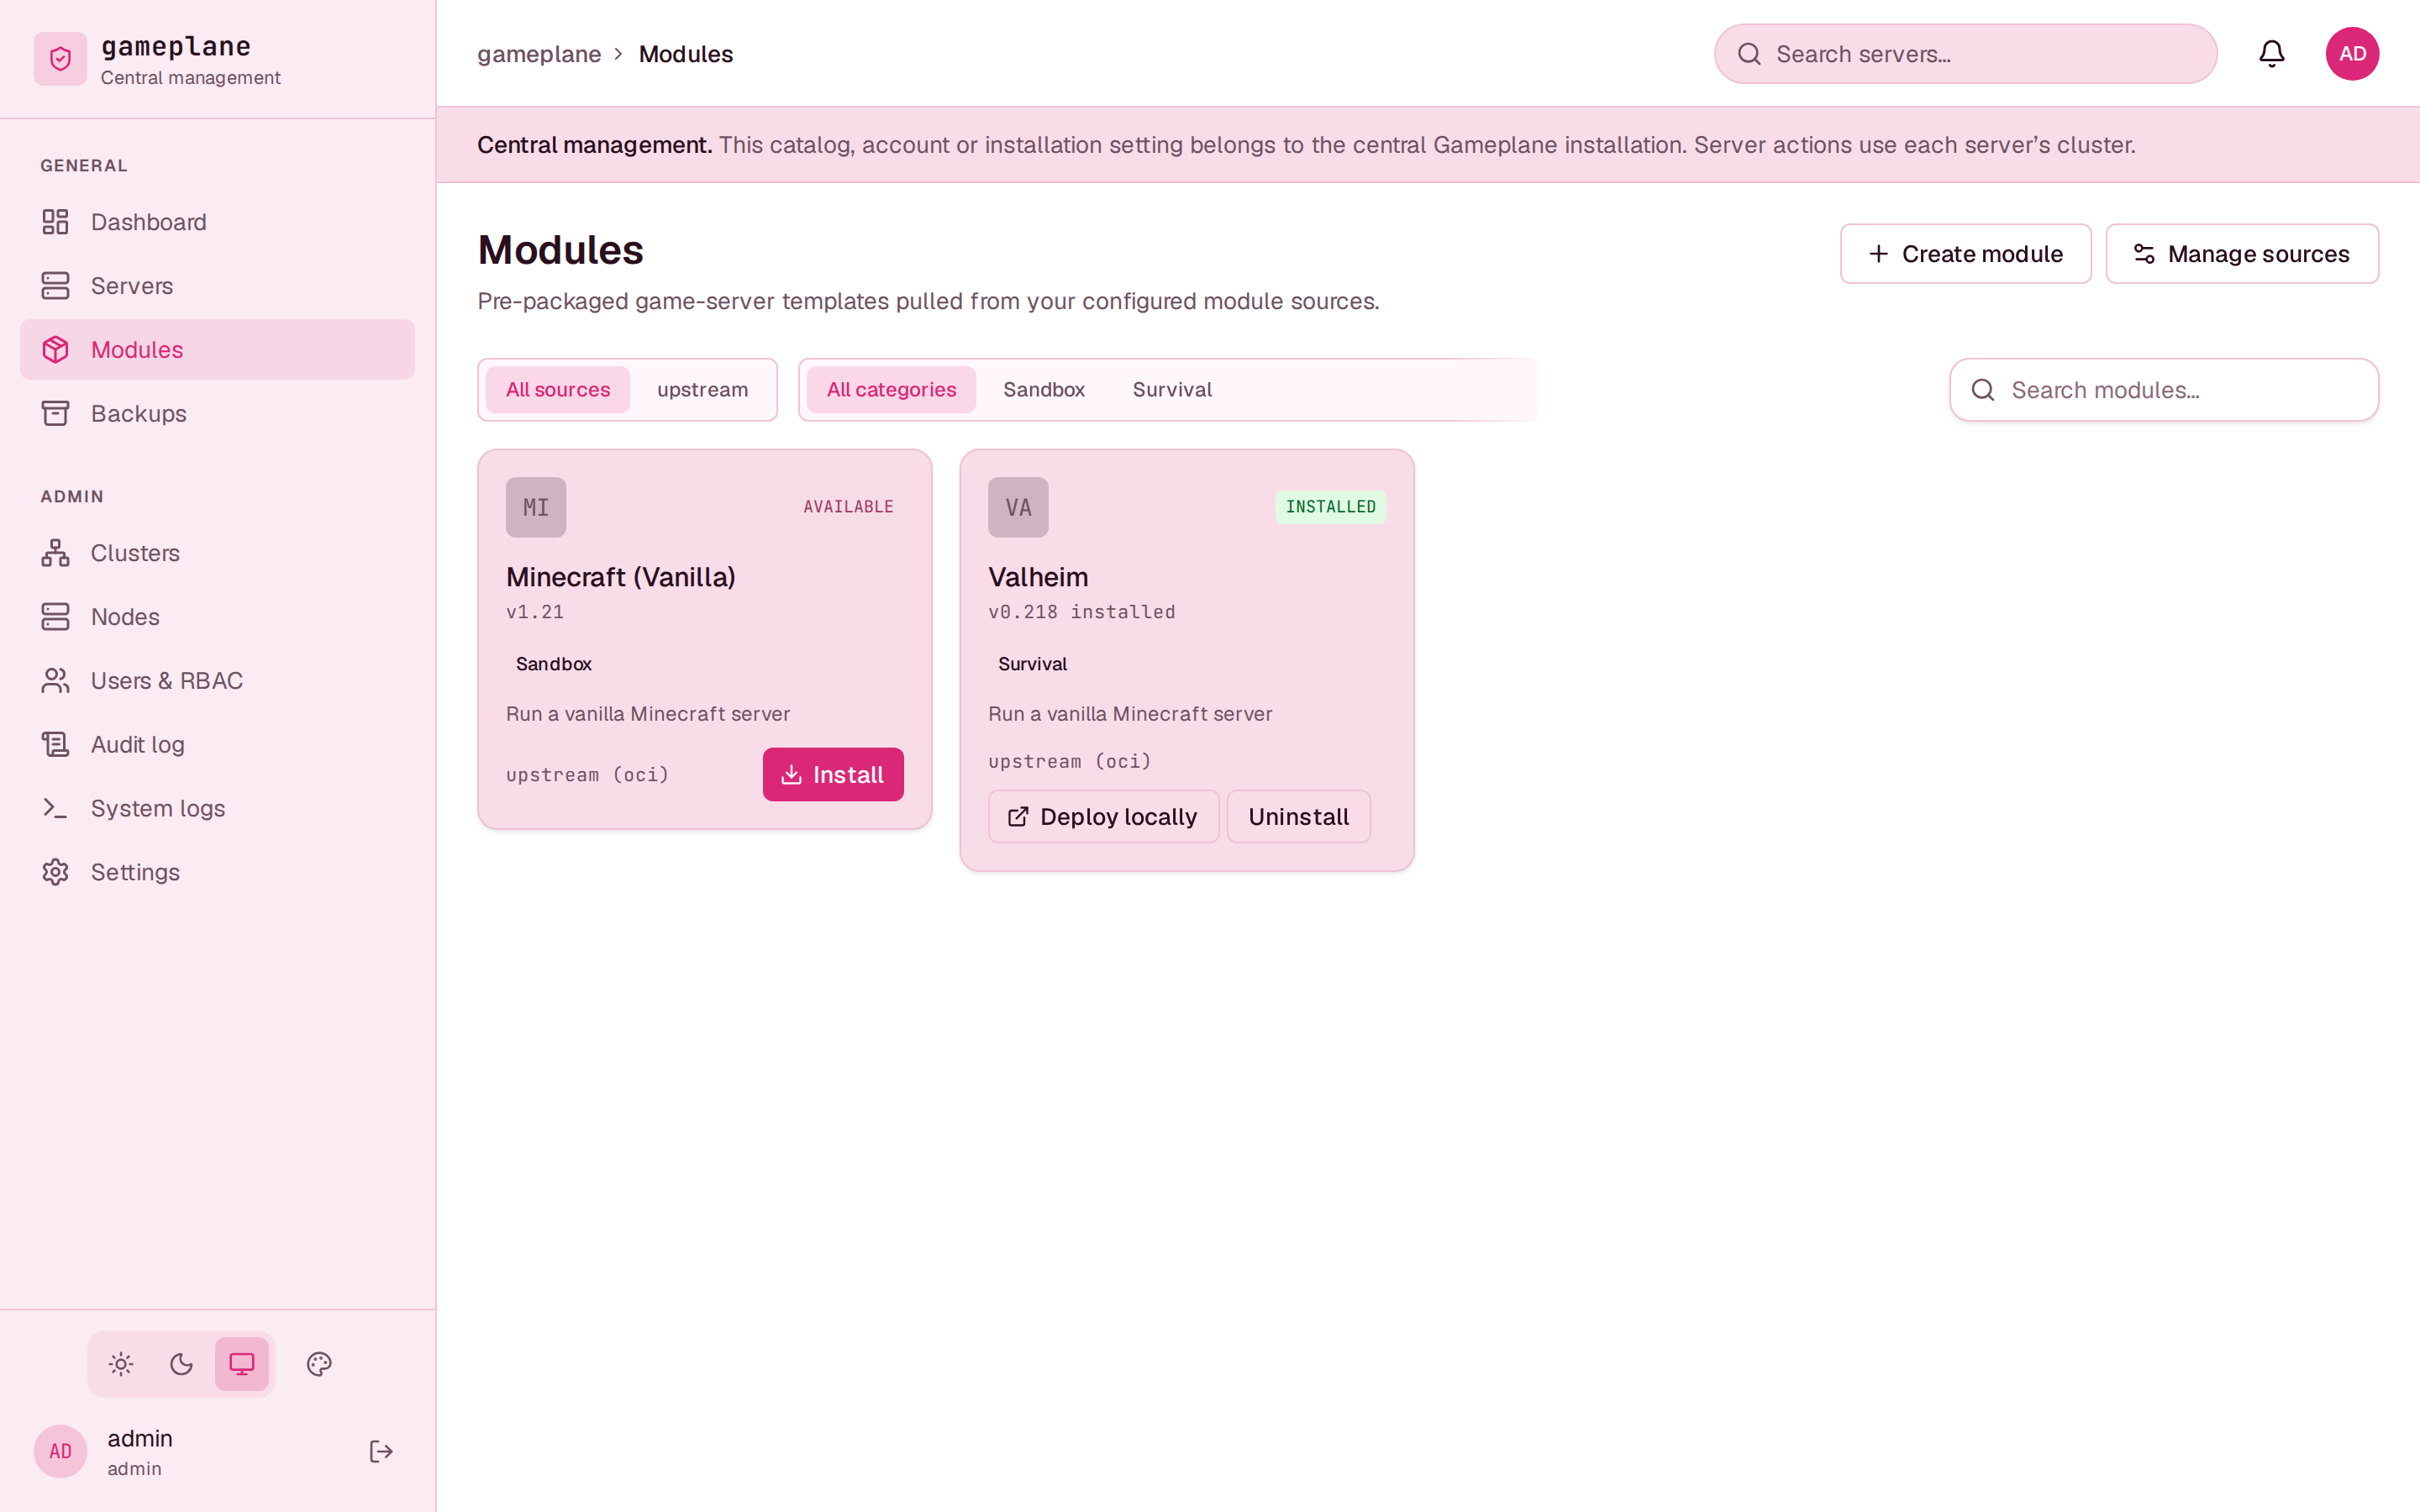 gameplane
Central management
GENERAL
Dashboard
Servers
Modules
Backups
ADMIN
Clusters
Nodes
Users & RBAC
Audit log
System logs
Settings
AD
admin
admin
gameplane > Modules
Search servers...
AD
Central management. This catalog, account or installation setting belongs to the central Gameplane installation. Server actions use each server’s cluster.
Modules
Pre-packaged game-server templates pulled from your configured module sources.
Create module
Manage sources
All sources
upstream
All categories
Sandbox
Survival
Search modules...
MI
AVAILABLE
Minecraft (Vanilla)
v1.21
Sandbox
Run a vanilla Minecraft server
upstream (oci)
Install
VA
INSTALLED
Valheim
v0.218 installed
Survival
Run a vanilla Minecraft server
upstream (oci)
Deploy locally
Uninstall